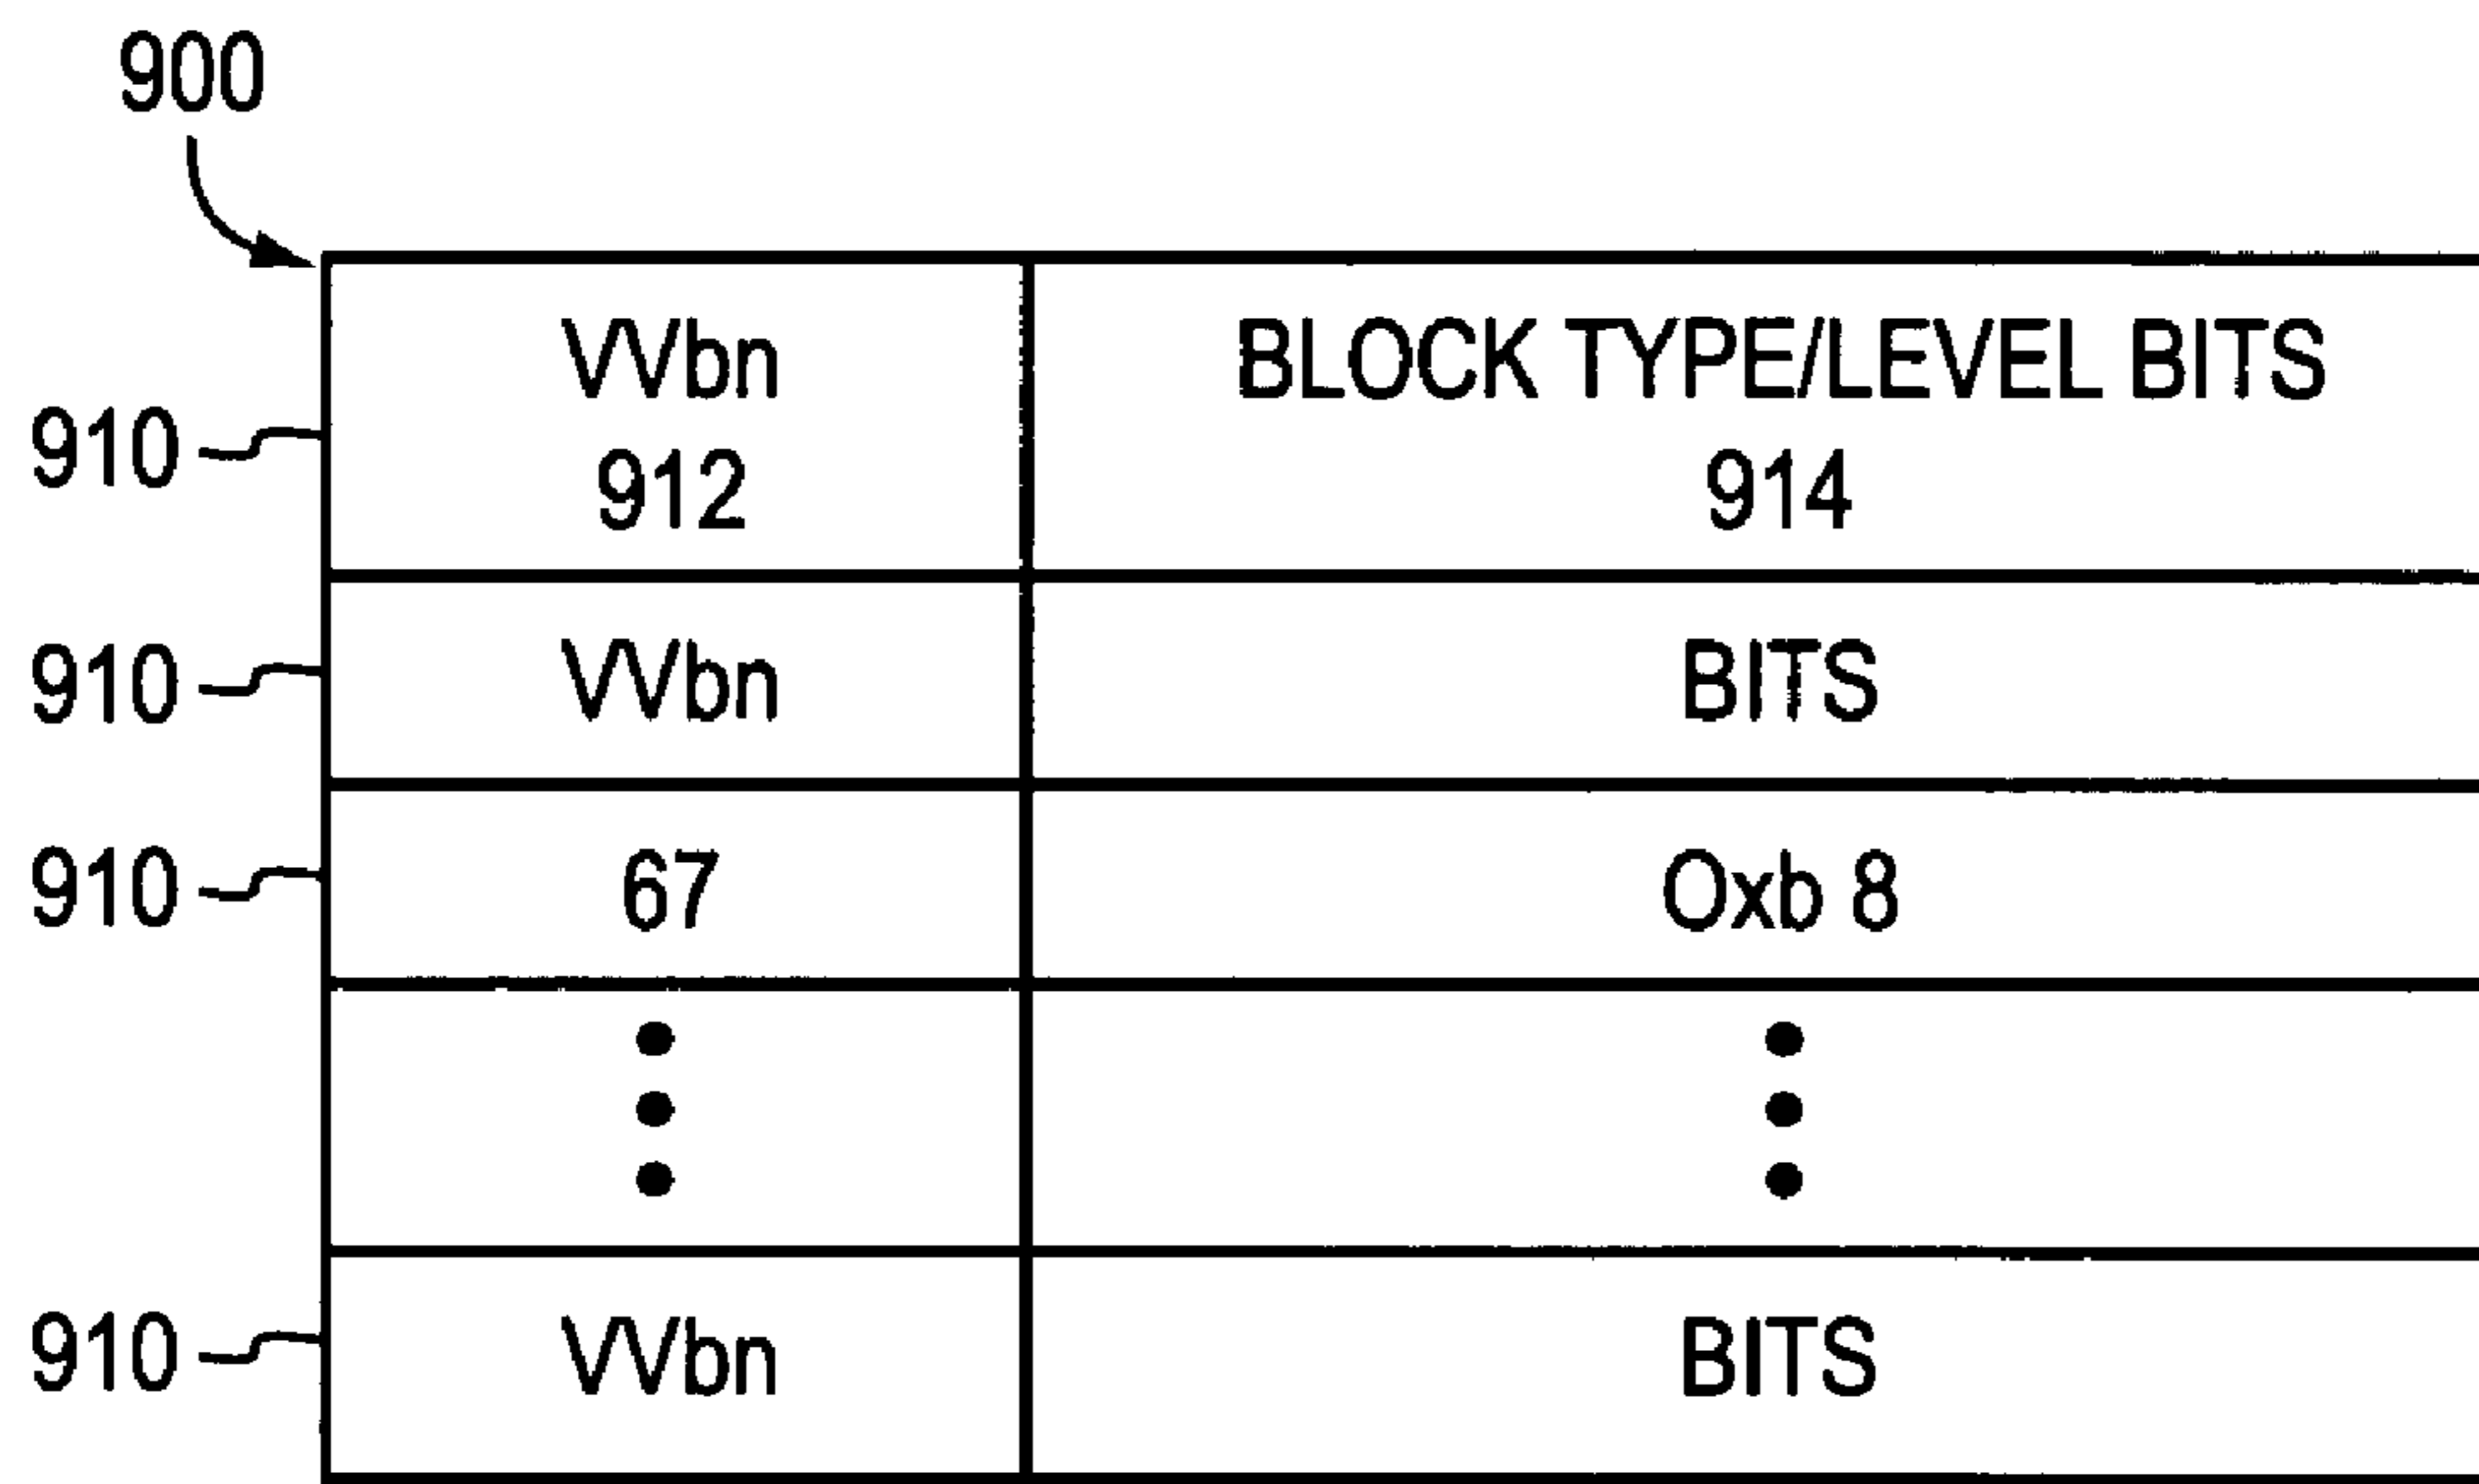 900
Vvbn BLOCK TYPE/LEVEL BITS
910
912 914
910 Vvbn BITS
910 67 Oxb 8
910 Vvbn BITS